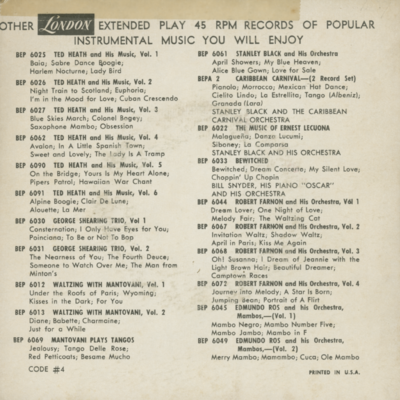 OTHER London EXTENDED PLAY 45 RPM RECORDS OF POPULAR
INSTRUMENTAL MUSIC YOU WILL ENJOY
BEP 6025 TED HEATH and His Music, Vol. 1
Baia; Sabre Dance Boogie;
Harlem Nocturne; Lady Bird
BEP 6026 TED HEATH and His Music, Vol. 2
Night Train to Scotland; Euphoria,
I'm in the Mood for Love; Cuban Crescendo
BEP 6027 TED HEATH and His Music, Vol. 3
Blue Skies March; Colonel Bogey;
Saxophone Mambo; Obsession
BEP 6062 TED HEATH and His Music, Vol. 4
Avalon; In A Little Spanish Town;
Sweet and Lovely; The Lady Is A Tramp
BEP 6090 TED HEATH and His Music, Vol. 5
On the Bridge; Yours Is My Heart Alone;
Pipers Patrol; Hawaiian War Chant
BEP 6091 TED HEATH and His Music, Vol. 6
Alpine Boogie; Clair De Lune;
Alouette; La Mer
BEP 6030 GEORGE SHEARING TRIO, Vol 1
Consternation; I Only Have Eyes for You;
Poinciana; To Be or Not To Bop
BEP 6031 GEORGE SHEARING TRIO, Vol. 2
The Nearness of You; The Fourth Deuce;
Someone to Watch Over Me; The Man from
Minton's
BEP 6012 WALTZING WITH MANTOVANI, Vol. 1
Under the Roofs of Paris; Wyoming;
Kisses in the Dark; For You
BEP 6013 WALTZING WITH MANTOVANI, Vol. 2
Diane; Babette; Charmaine;
Just for a While
BEP 6069 MANTOVANI PLAYS TANGOS
Jealousy; Tango Delle Rose;
Red Petticoats; Besame Mucho
CODE #4
BEP 6061 STANLEY BLACK and His Orchestra
April Showers; My Blue Heaven;
Alice Blue Gown; Love for Sale
BEPA 2 CARIBBEAN CARNIVAL—(2 Record Set)
Pianolo; Morrocco; Mexican Hat Dance;
Cielito Lindo; La Estrellita; Tango (Albeniz);
Granada (Lara)
STANLEY BLACK AND THE CARIBBEAN
CARNIVAL ORCHESTRA
BEP 6022 THE MUSIC OF ERNEST LECUONA
Malagueña; Danza Lucumi;
Siboney; La Comparsa
STANLEY BLACK AND HIS ORCHESTRA
BEP 6033 BEWITCHED
Bewitched; Dream Concerto; My Silent Love;
Choppin' Up Chopin
BILL SNYDER, HIS PIANO "OSCAR"
AND HIS ORCHESTRA
BEP 6044 ROBERT FARNON and His Orchestra, Vol 1
Dream Lover; One Night of Love;
Melody Fair; The Waltzing Cat
BEP 6067 ROBERT FARNON and His Orchestra, Vol. 2
Invitation Waltz; Shadow Waltz;
April in Paris; Kiss Me Again
BEP 6068 ROBERT FARNON and His Orchestra, Vol. 3
Oh! Susanna; I Dream of Jeannie with the
Light Brown Hair; Beautiful Dreamer,
Camptown Races
BEP 6072 ROBERT FARNON and His Orchestra, Vol. 4
Journey into Melody; A Star Is Born;
Jumping Bean, Portrait of A Flirt
BEP 6045 EDMUNDO ROS and his Orchestra,
Mambos,—(Vol. 1)
Mambo Negro; Mambo Number Five;
Mambo Jambo; Mambo in F
BEP 6049 EDMUNDO ROS and his Orchestra,
Mambos,—(Vol. 2)
Merry Mambo; Mamambo; Cuca; Ole Mambo
PRINTED IN U.S.A.